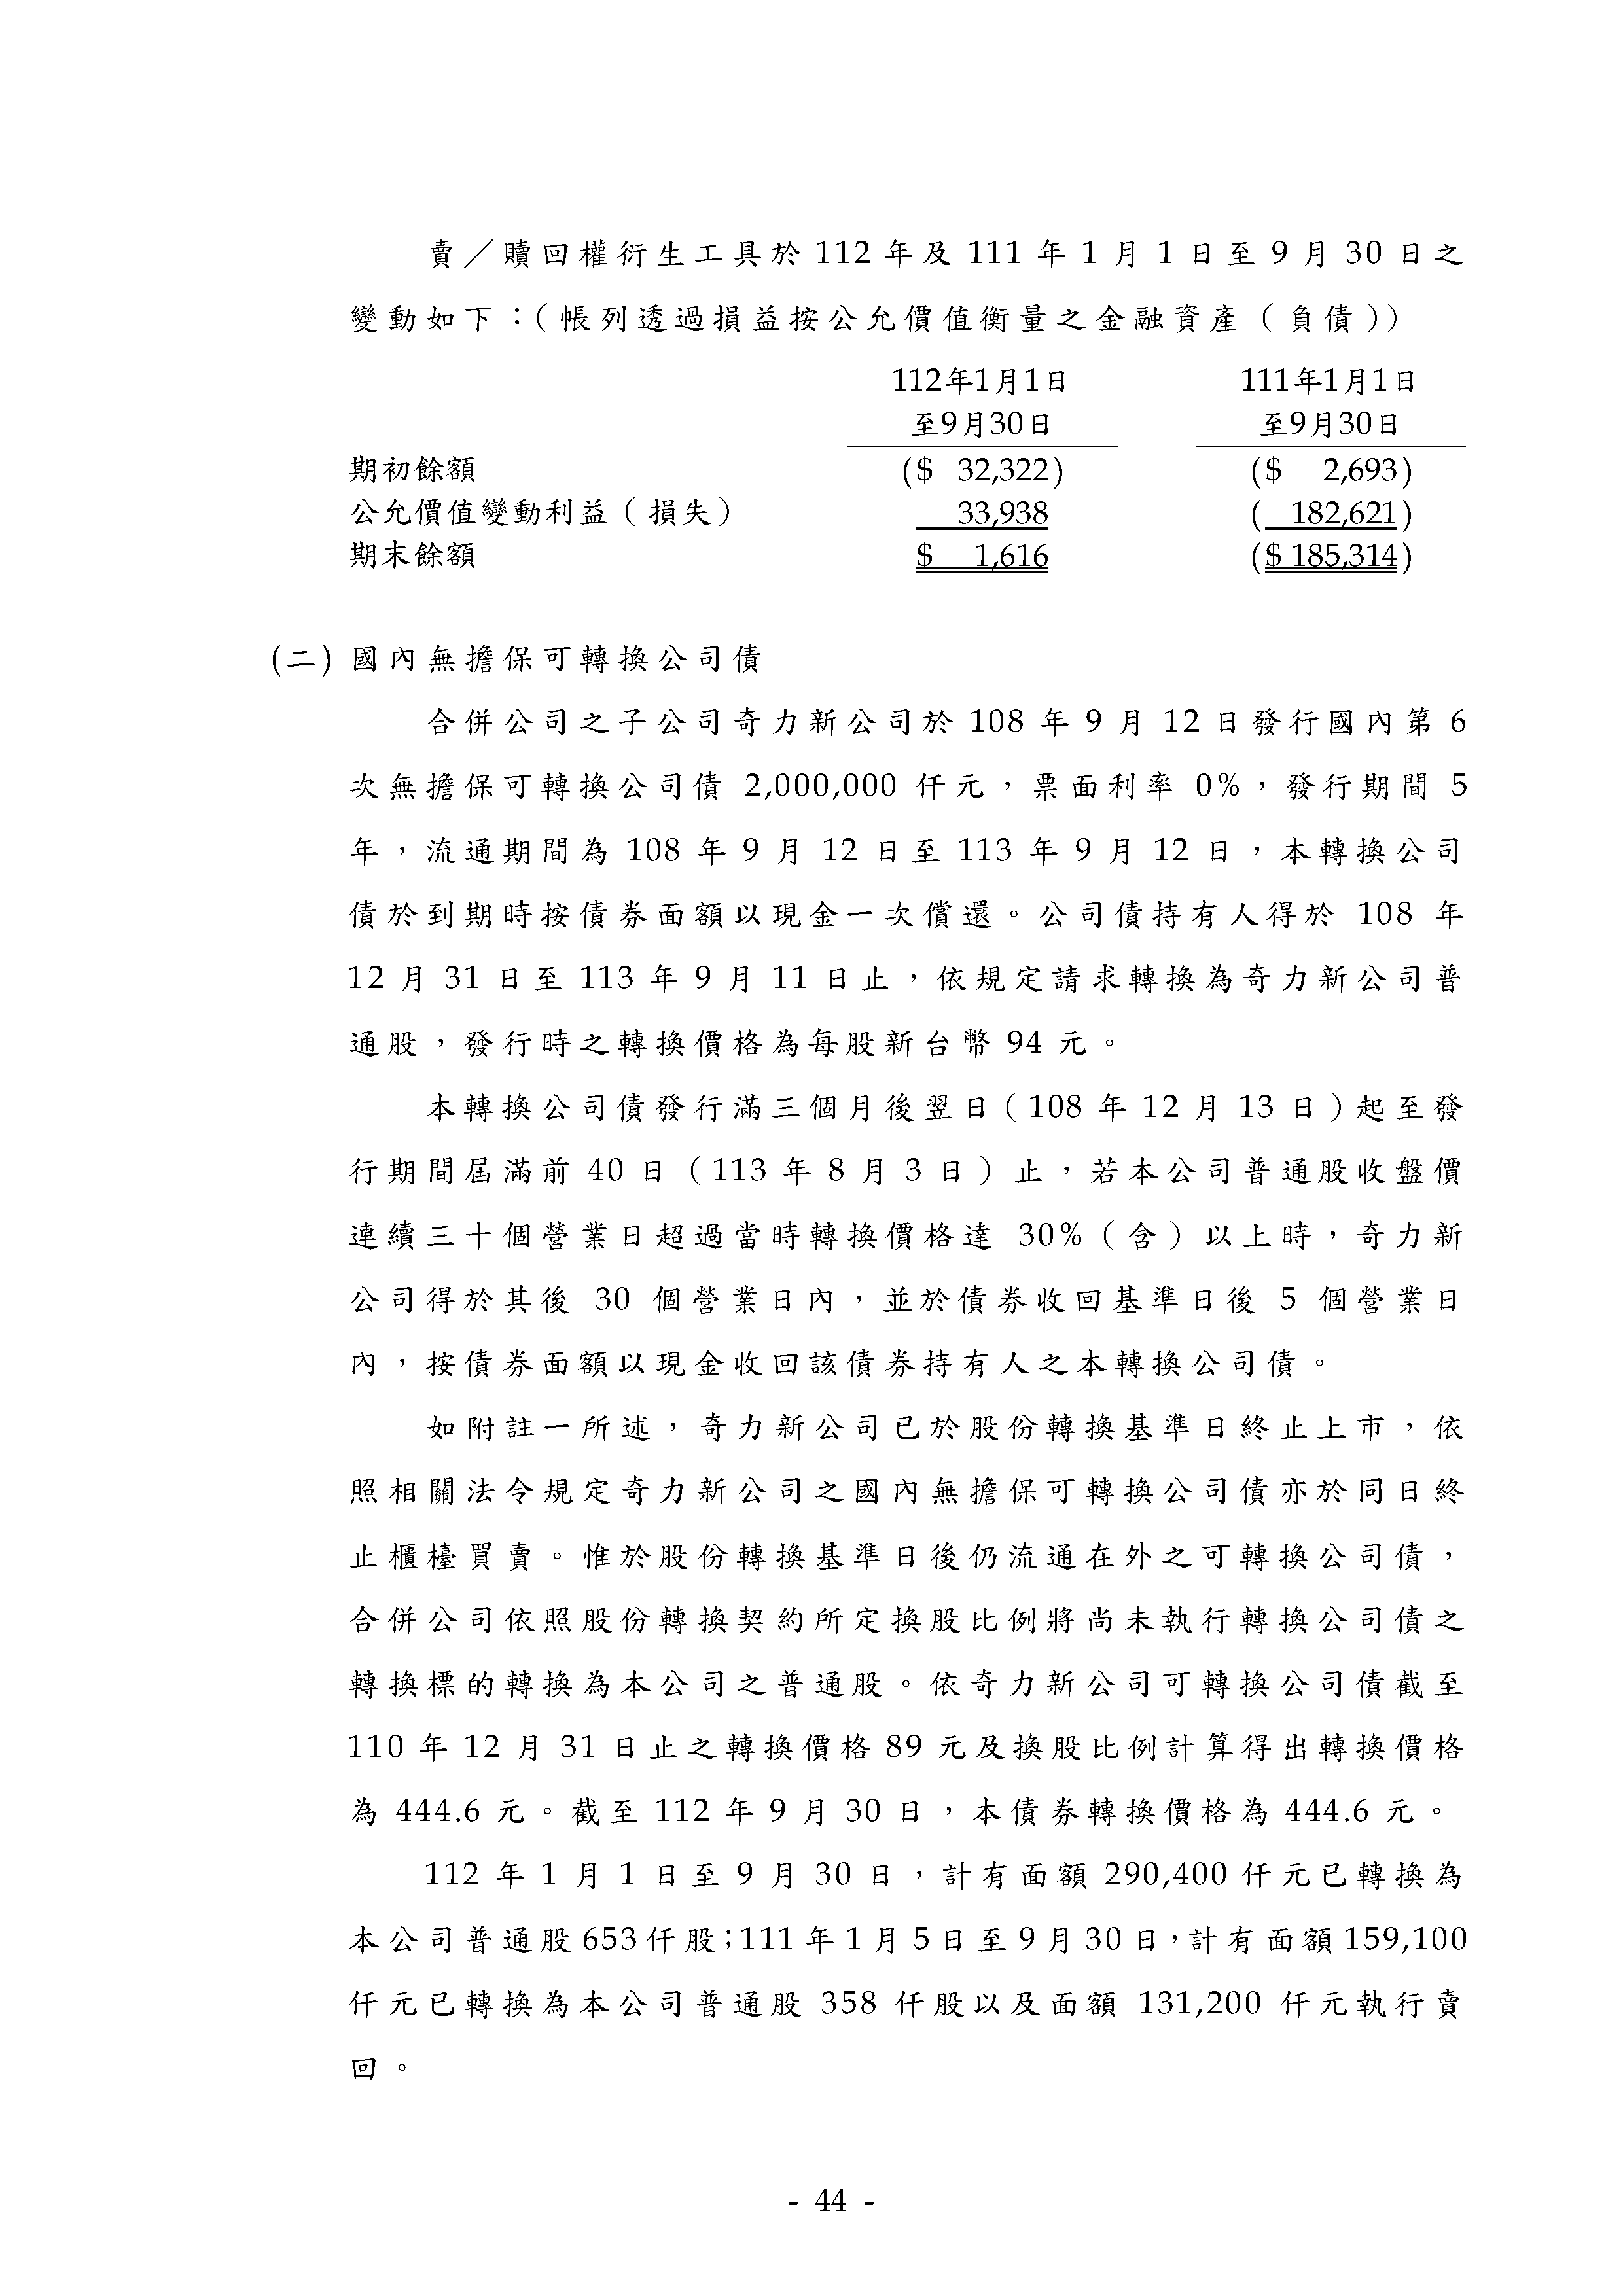 賣／贖回權衍生工具於 112 年及 111 年 1 月 1 日至 9 月 30 日之
變動如下：（帳列透過損益按公允價值衡量之金融資產（負債））
112年1月1日 111年1月1日
至9月30日 至9月30日
期初餘額 ($ 32,322) ($ 2,693)
公允價值變動利益（損失） 33,938 ( 182,621)
期末餘額 $ 1,616 ($ 185,314)
(二) 國內無擔保可轉換公司債
合併公司之子公司奇力新公司於 108 年 9 月 12 日發行國內第 6
次無擔保可轉換公司債 2,000,000 仟元，票面利率 0%，發行期間 5
年，流通期間為 108 年 9 月 12 日至 113 年 9 月 12 日，本轉換公司
債於到期時按債券面額以現金一次償還。公司債持有人得於 108 年
12 月 31 日至 113 年 9 月 11 日止，依規定請求轉換為奇力新公司普
通股，發行時之轉換價格為每股新台幣 94 元。
本轉換公司債發行滿三個月後翌日（108 年 12 月 13 日）起至發
行期間屆滿前 40 日（113 年 8 月 3 日）止，若本公司普通股收盤價
連續三十個營業日超過當時轉換價格達 30%（含）以上時，奇力新
公司得於其後 30 個營業日內，並於債券收回基準日後 5 個營業日
內，按債券面額以現金收回該債券持有人之本轉換公司債。
如附註一所述，奇力新公司已於股份轉換基準日終止上市，依
照相關法令規定奇力新公司之國內無擔保可轉換公司債亦於同日終
止櫃檯買賣。惟於股份轉換基準日後仍流通在外之可轉換公司債，
合併公司依照股份轉換契約所定換股比例將尚未執行轉換公司債之
轉換標的轉換為本公司之普通股。依奇力新公司可轉換公司債截至
110 年 12 月 31 日止之轉換價格 89 元及換股比例計算得出轉換價格
為 444.6 元。截至 112 年 9 月 30 日，本債券轉換價格為 444.6 元。
112 年 1 月 1 日至 9 月 30 日，計有面額 290,400 仟元已轉換為
本公司普通股 653 仟股；111 年 1 月 5 日至 9 月 30 日，計有面額 159,100
仟元已轉換為本公司普通股 358 仟股以及面額 131,200 仟元執行賣
回。
- 44 -